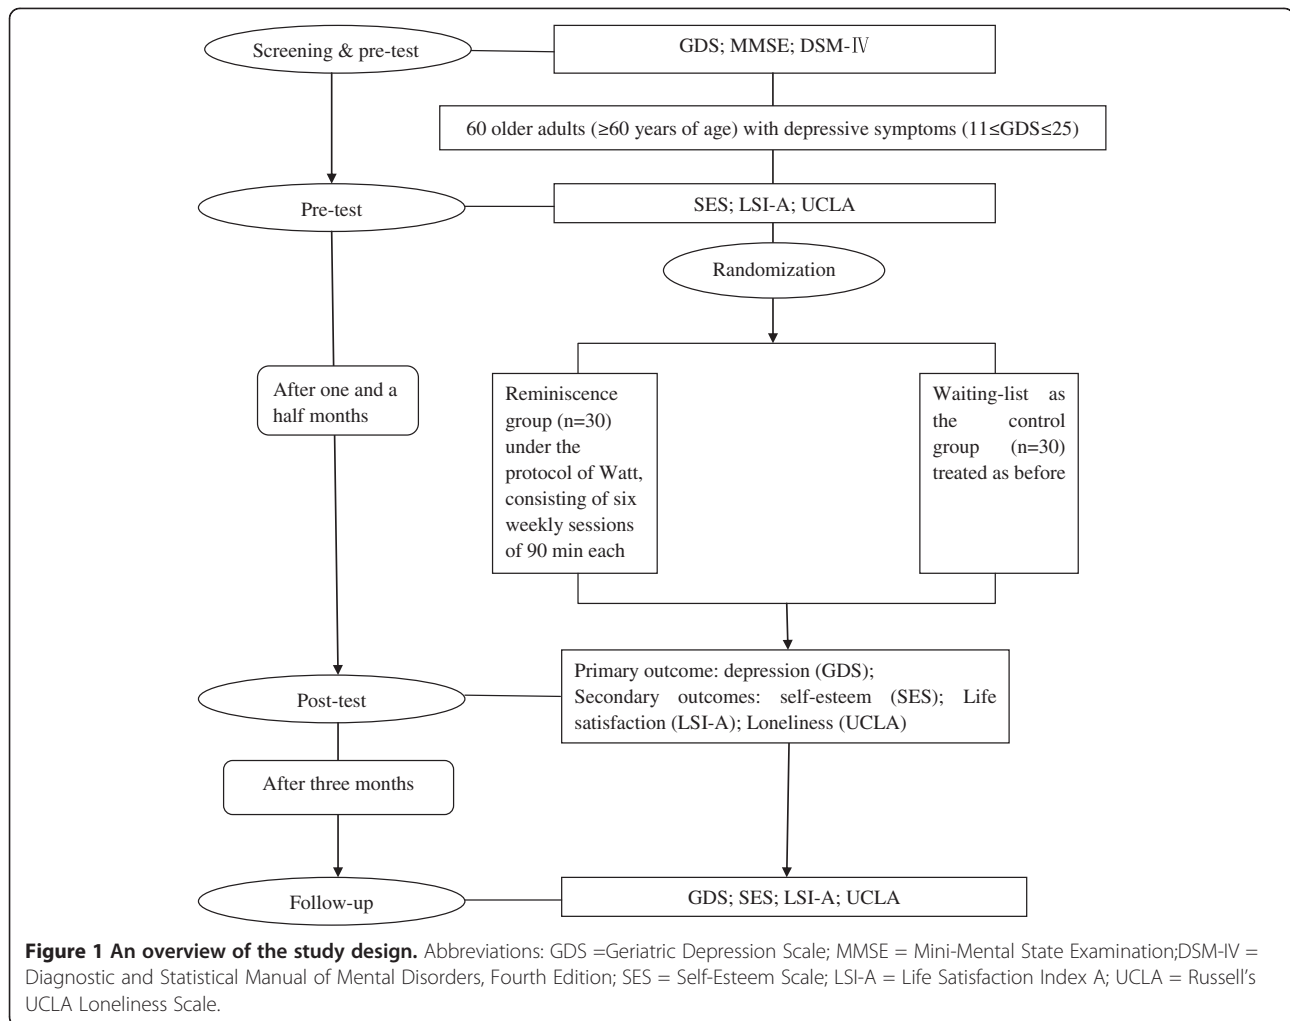 Screening & pre-test
GDS; MMSE; DSM-Ⅳ
60 older adults (≥60 years of age) with depressive symptoms (11≤GDS≤25)
Pre-test
SES; LSI-A; UCLA
Randomization
After one and a
half months
Reminiscence
group (n=30)
under the
protocol of Watt,
consisting of six
weekly sessions
of 90 min each
Waiting-list as
the control
group (n=30)
treated as before
Post-test
Primary outcome: depression (GDS);
Secondary outcomes: self-esteem (SES); Life
satisfaction (LSI-A); Loneliness (UCLA)
After three months
Follow-up
GDS; SES; LSI-A; UCLA
Figure 1 An overview of the study design. Abbreviations: GDS =Geriatric Depression Scale; MMSE = Mini-Mental State Examination;DSM-IV =
Diagnostic and Statistical Manual of Mental Disorders, Fourth Edition; SES = Self-Esteem Scale; LSI-A = Life Satisfaction Index A; UCLA = Russell's
UCLA Loneliness Scale.